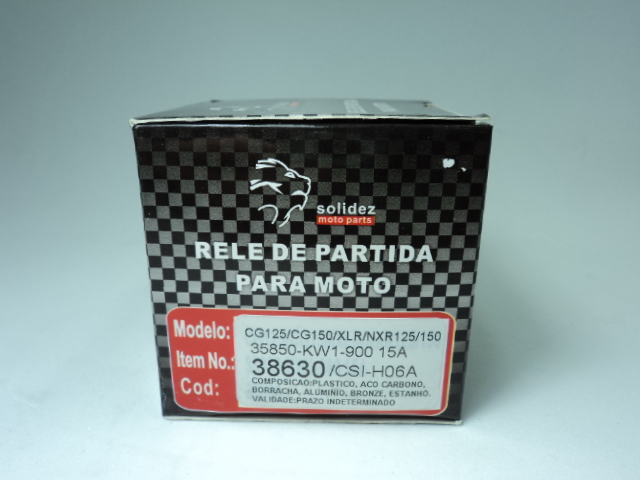 solidez
moto parts
RELE DE PARTIDA
PARA MOTO
Modelo: CG125/CG150/XLR/NXR125/150
Item No.: 35850-KW1-900 15A
Cod: 38630/CSI-H06A
COMPOSICAO:PLASTICO, ACO CARBONO,
BORRACHA, ALUMIÑIO, BRONZE, ESTANHO.
VALIDADE:PRAZO INDETERMINADO